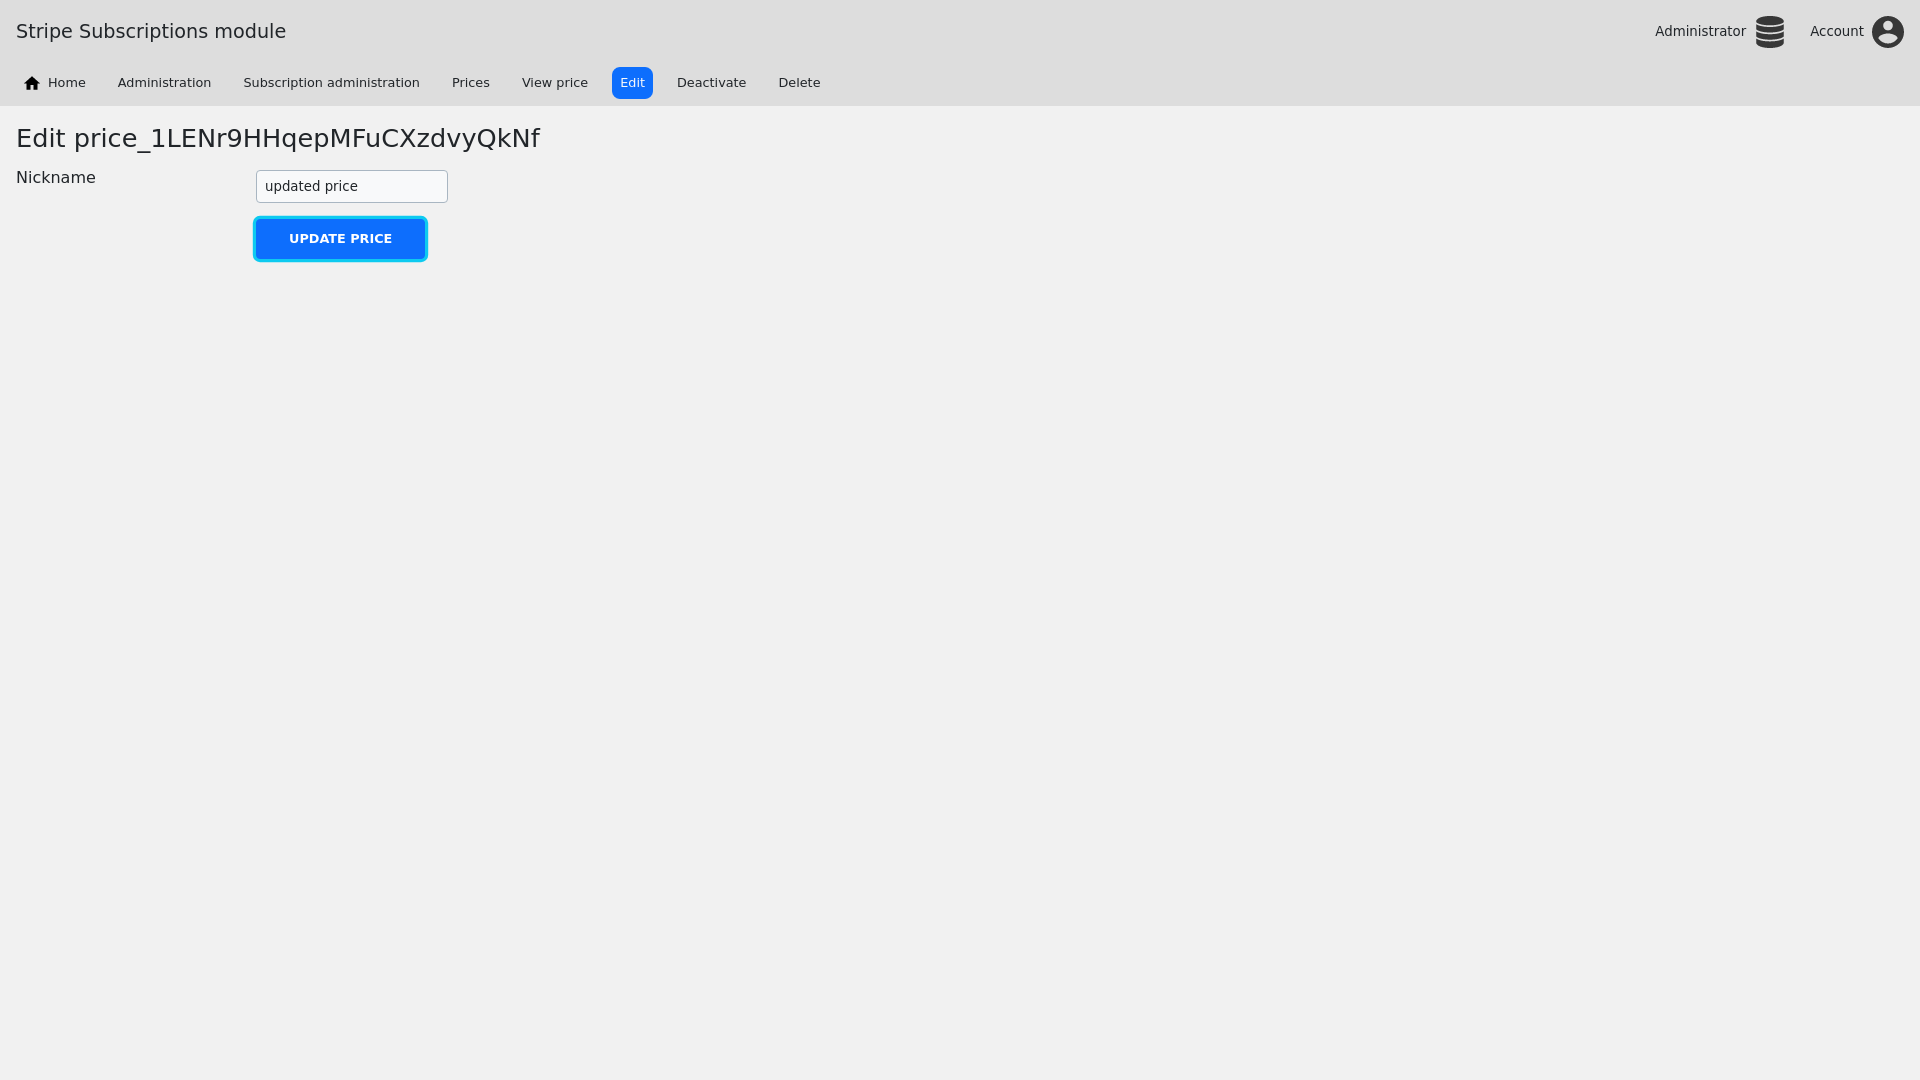 Stripe Subscriptions module
Administrator
Account
Home
Administration
Subscription administration
Prices
View price
Edit
Deactivate
Delete
Edit price_1LENr9HHqepMFuCXzdvyQkNf
Nickname
updated price
UPDATE PRICE